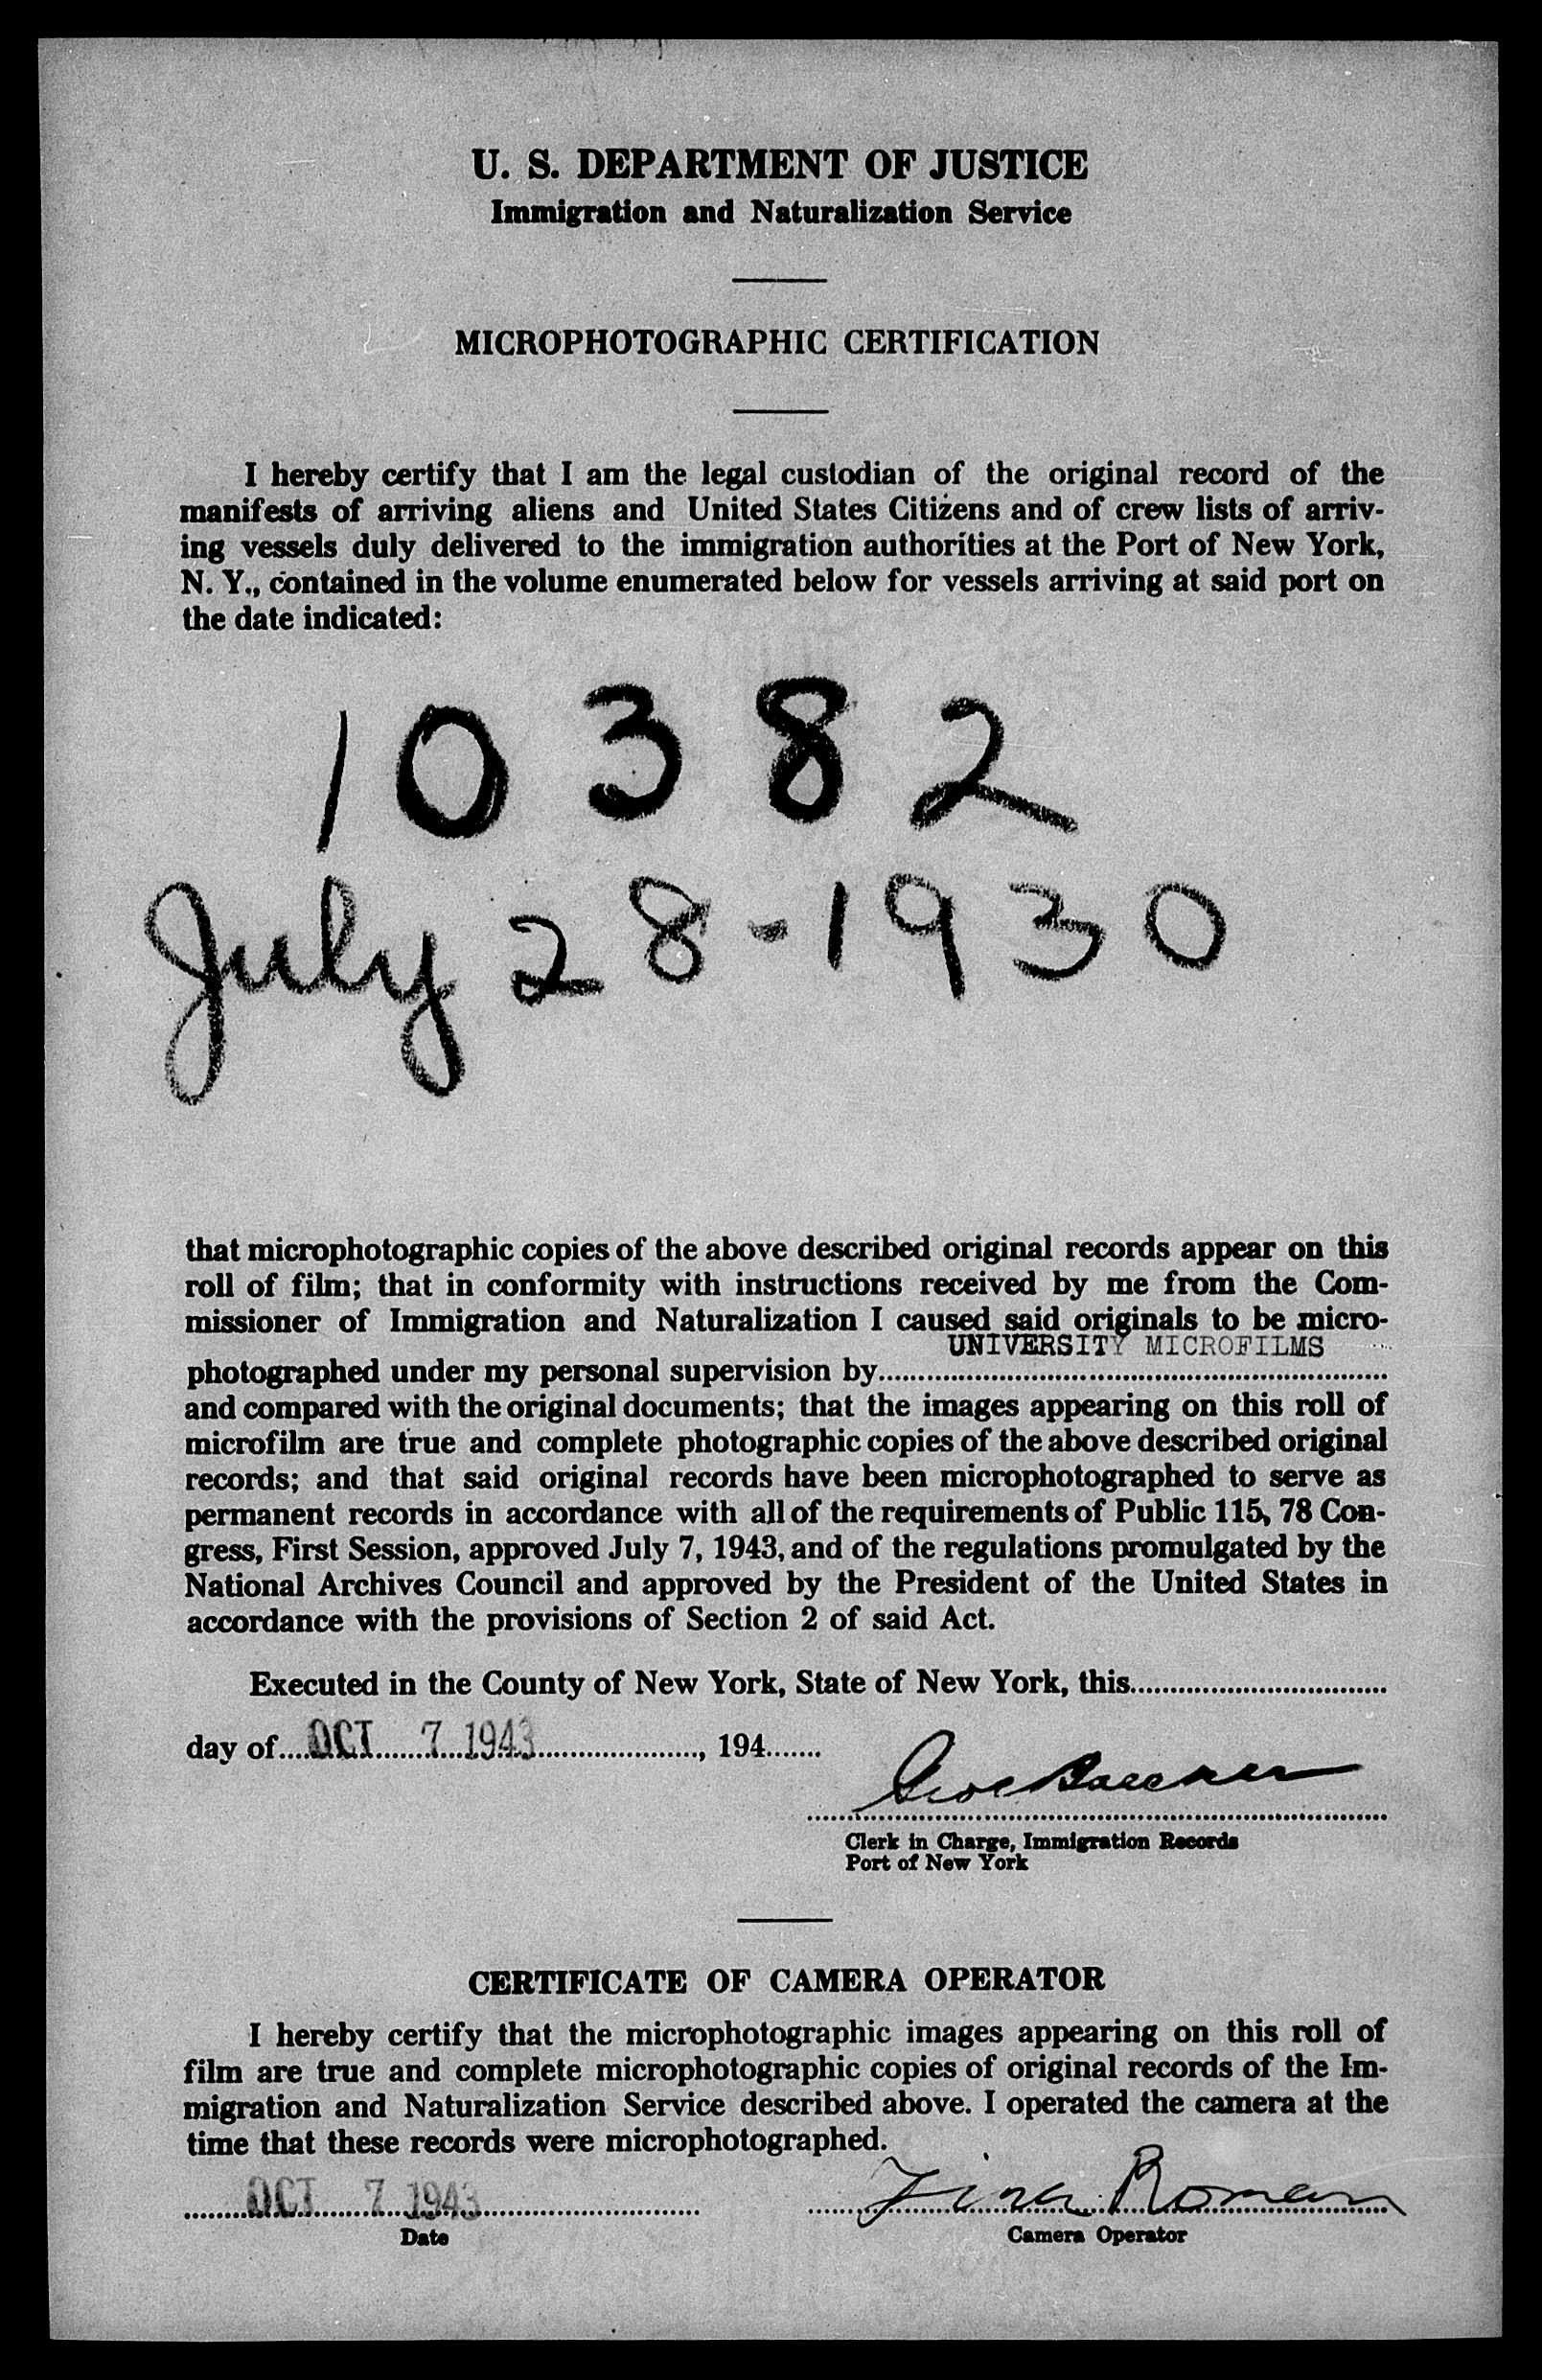 U. S. DEPARTMENT OF JUSTICE
Immigration and Naturalization Service
MICROPHOTOGRAPHIC CERTIFICATION
I hereby certify that I am the legal custodian of the original record of the
manifests of arriving aliens and United States Citizens and of crew lists of arriv-
ing vessels duly delivered to the immigration authorities at the Port of New York,
N. Y., contained in the volume enumerated below for vessels arriving at said port on
the date indicated:
10382
July 28-1930
that microphotographic copies of the above described original records appear on this
roll of film; that in conformity with instructions received by me from the Com-
missioner of Immigration and Naturalization I caused said originals to be micro-
UNIVERSITY MICROFILMS
photographed under my personal supervision by
and compared with the original documents; that the images appearing on this roll of
microfilm are true and complete photographic copies of the above described original
records; and that said original records have been microphotographed to serve as
permanent records in accordance with all of the requirements of Public 115, 78 Con-
gress, First Session, approved July 7, 1943, and of the regulations promulgated by the
National Archives Council and approved by the President of the United States in
accordance with the provisions of Section 2 of said Act.
Executed in the County of New York, State of New York, this
day of OCT 7 1943, 194
Clerk in Charge, Immigration Records
Port of New York
CERTIFICATE OF CAMERA OPERATOR
I hereby certify that the microphotographic images appearing on this roll of
film are true and complete microphotographic copies of original records of the Im-
migration and Naturalization Service described above. I operated the camera at the
time that these records were microphotographed.
OCT 7 1943 Roman
Date Camera Operator